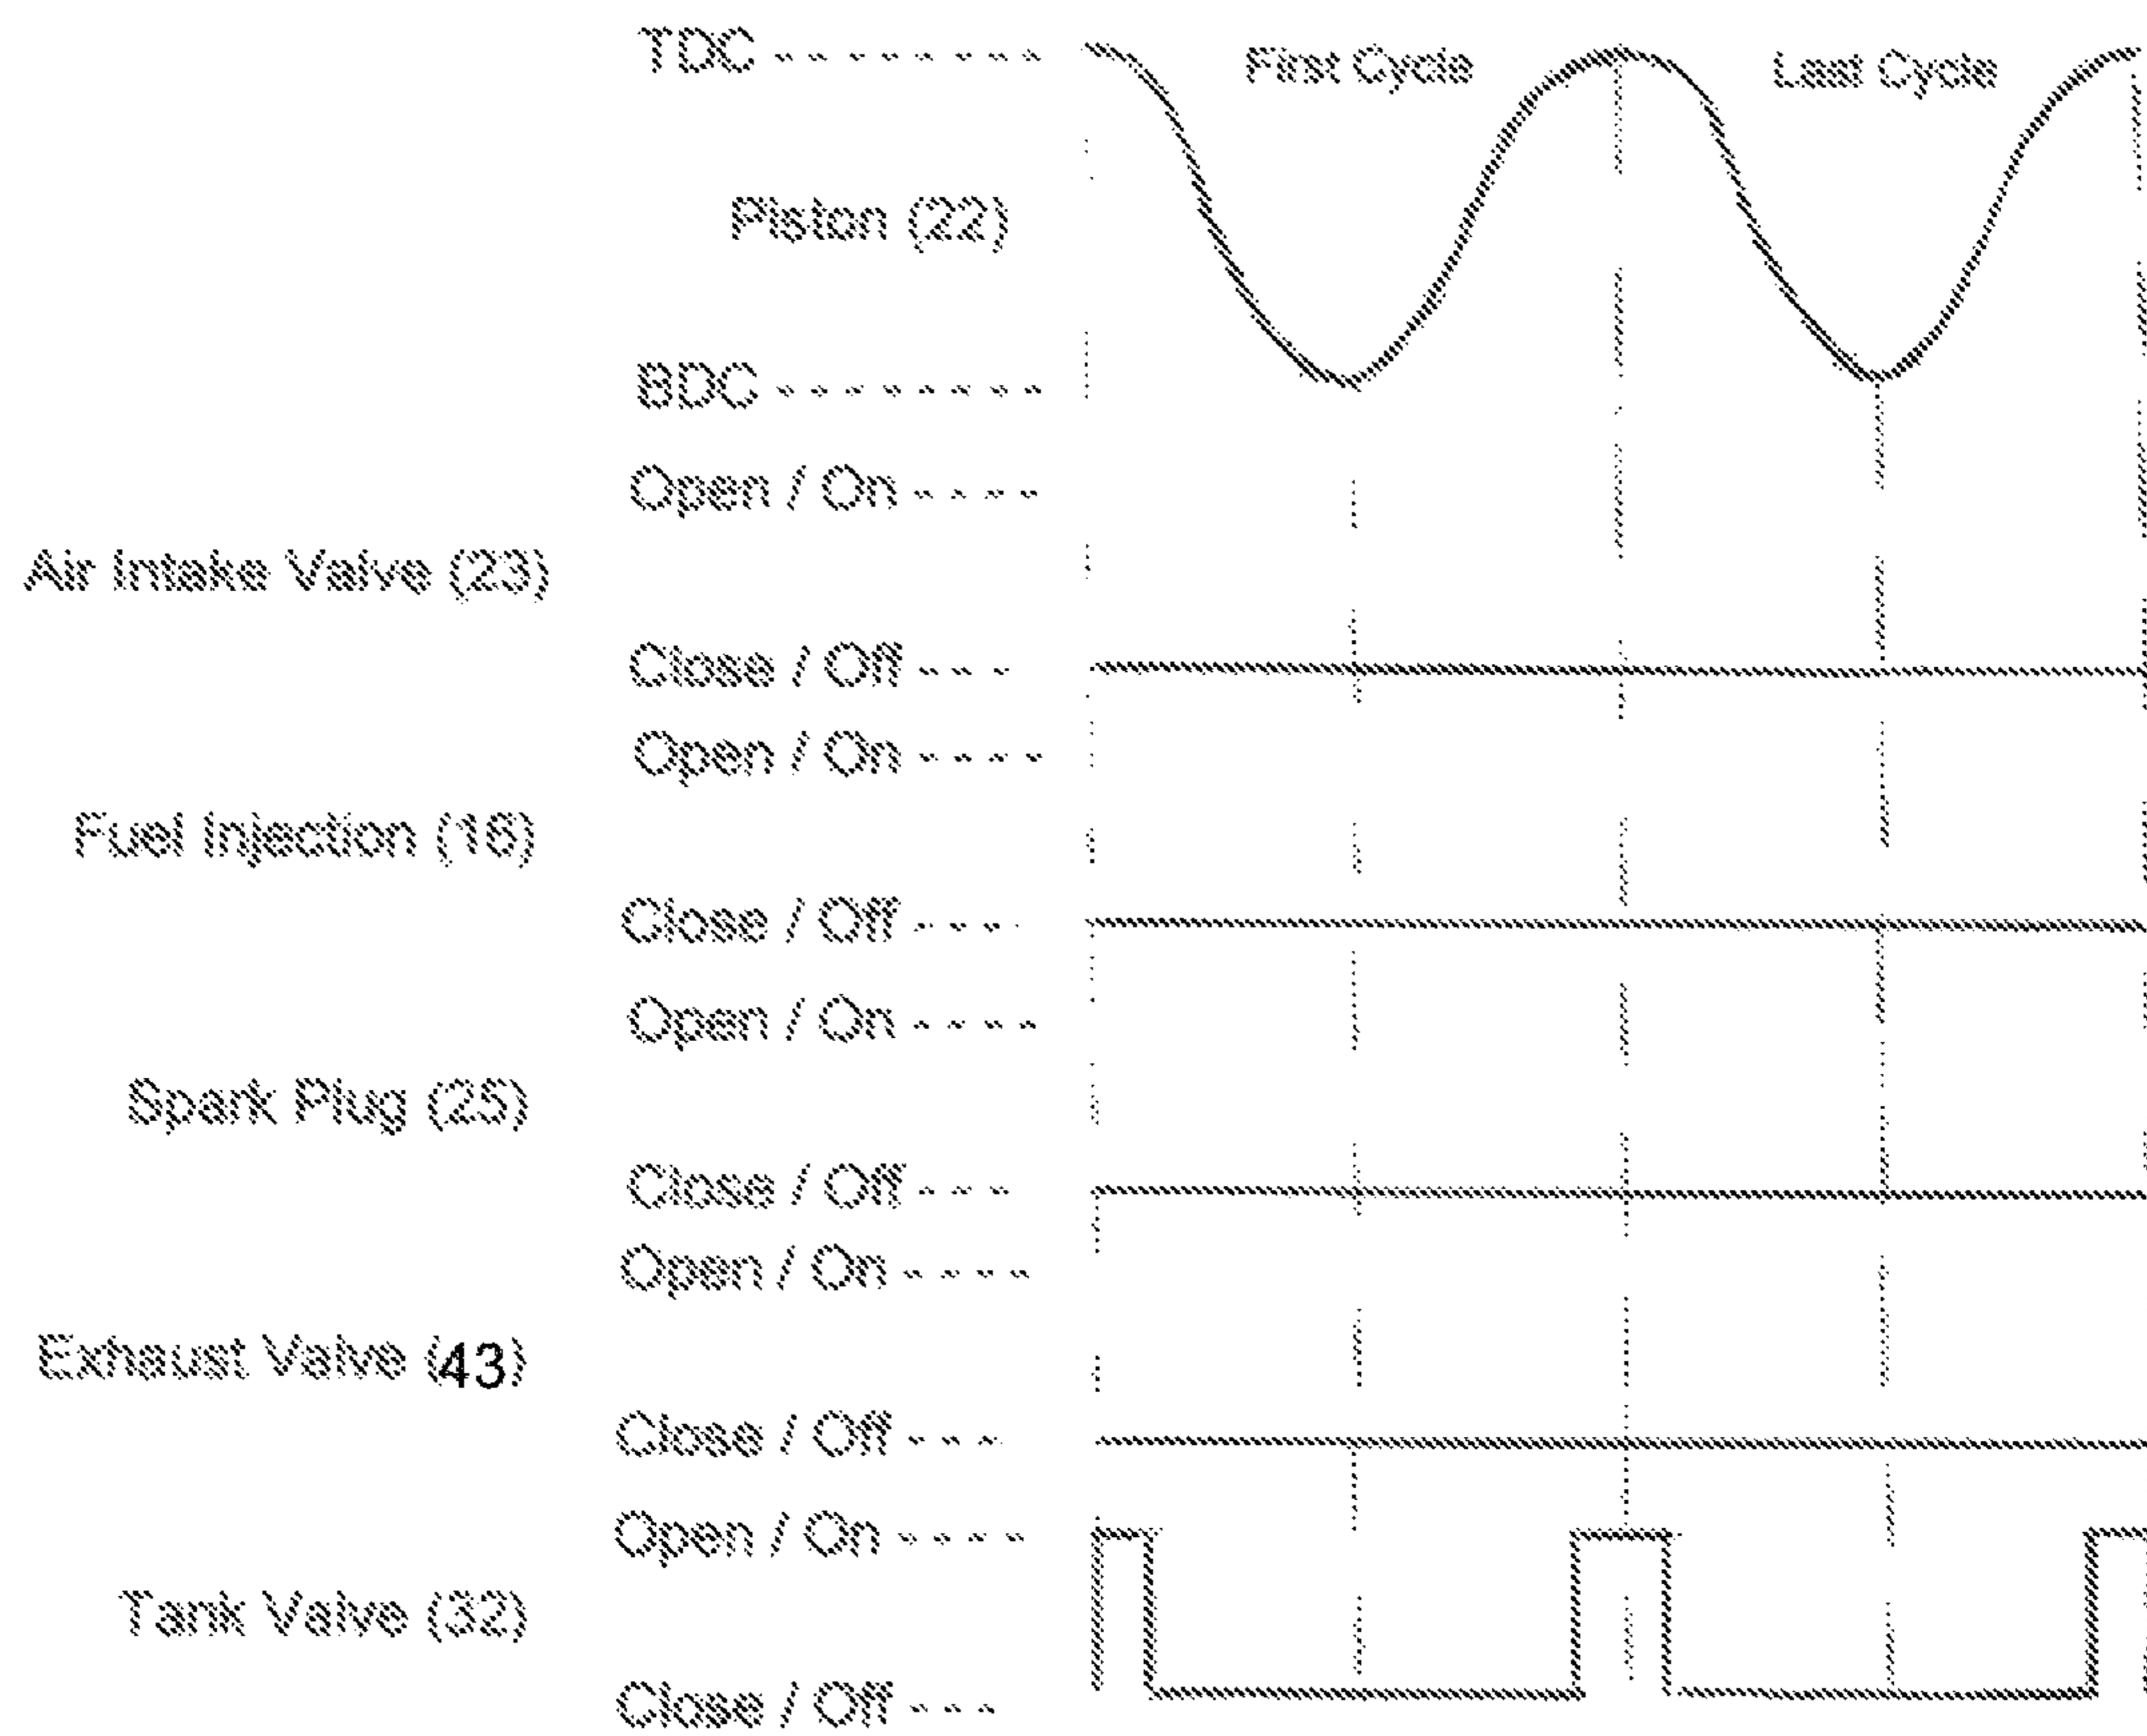 TDC
First Cycle
Last Cycle
Piston (22)
BDC
Open / On
Air Intake Valve (23)
Close / Off
Open / On
Fuel Injection (16)
Close / Off
Open / On
Spark Plug (25)
Close / Off
Open / On
Exhaust Valve (43)
Close / Off
Open / On
Tank Valve (32)
Close / Off